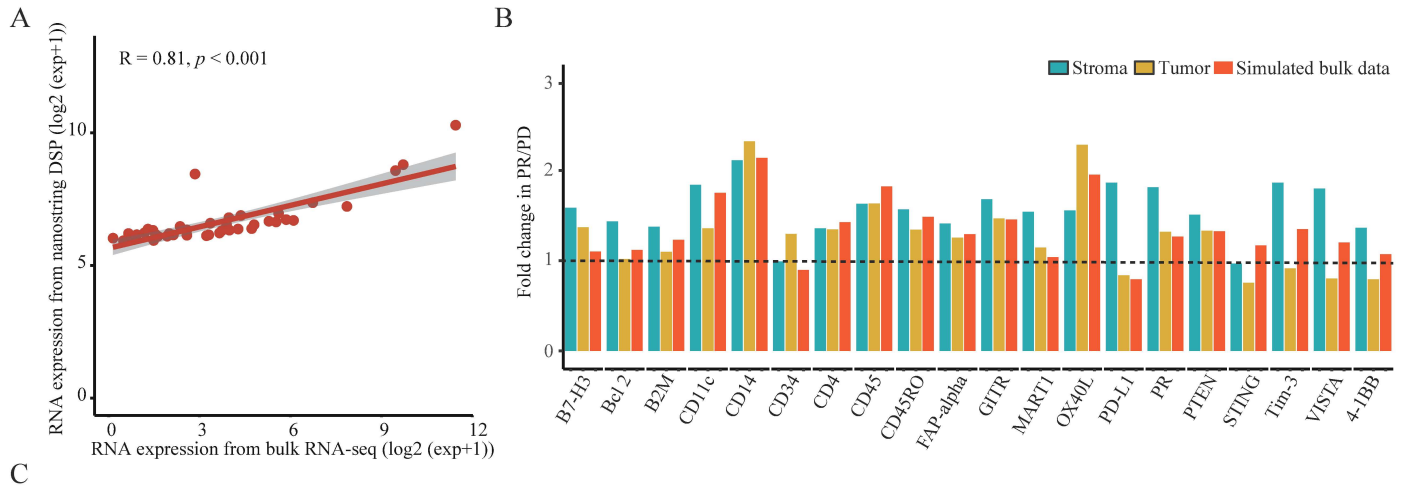 A
R = 0.81, p < 0.001
RNA expression from nanostring DSP (log2 (exp+1))
10
5
0
0 3 6 9 12
RNA expression from bulk RNA-seq (log2 (exp+1))
B
Stroma Tumor Simulated bulk data
Fold change in PR/PD
3
2
1
0
B7-H3
Bcl 2
B2M
CD11c
CD14
CD34
CD4
CD45
CD45RO
FAP-alpha
GITR
MART1
OX40L
PD-L1
PR
PTEN
STING
Tim-3
VISTA
4-1BB
C